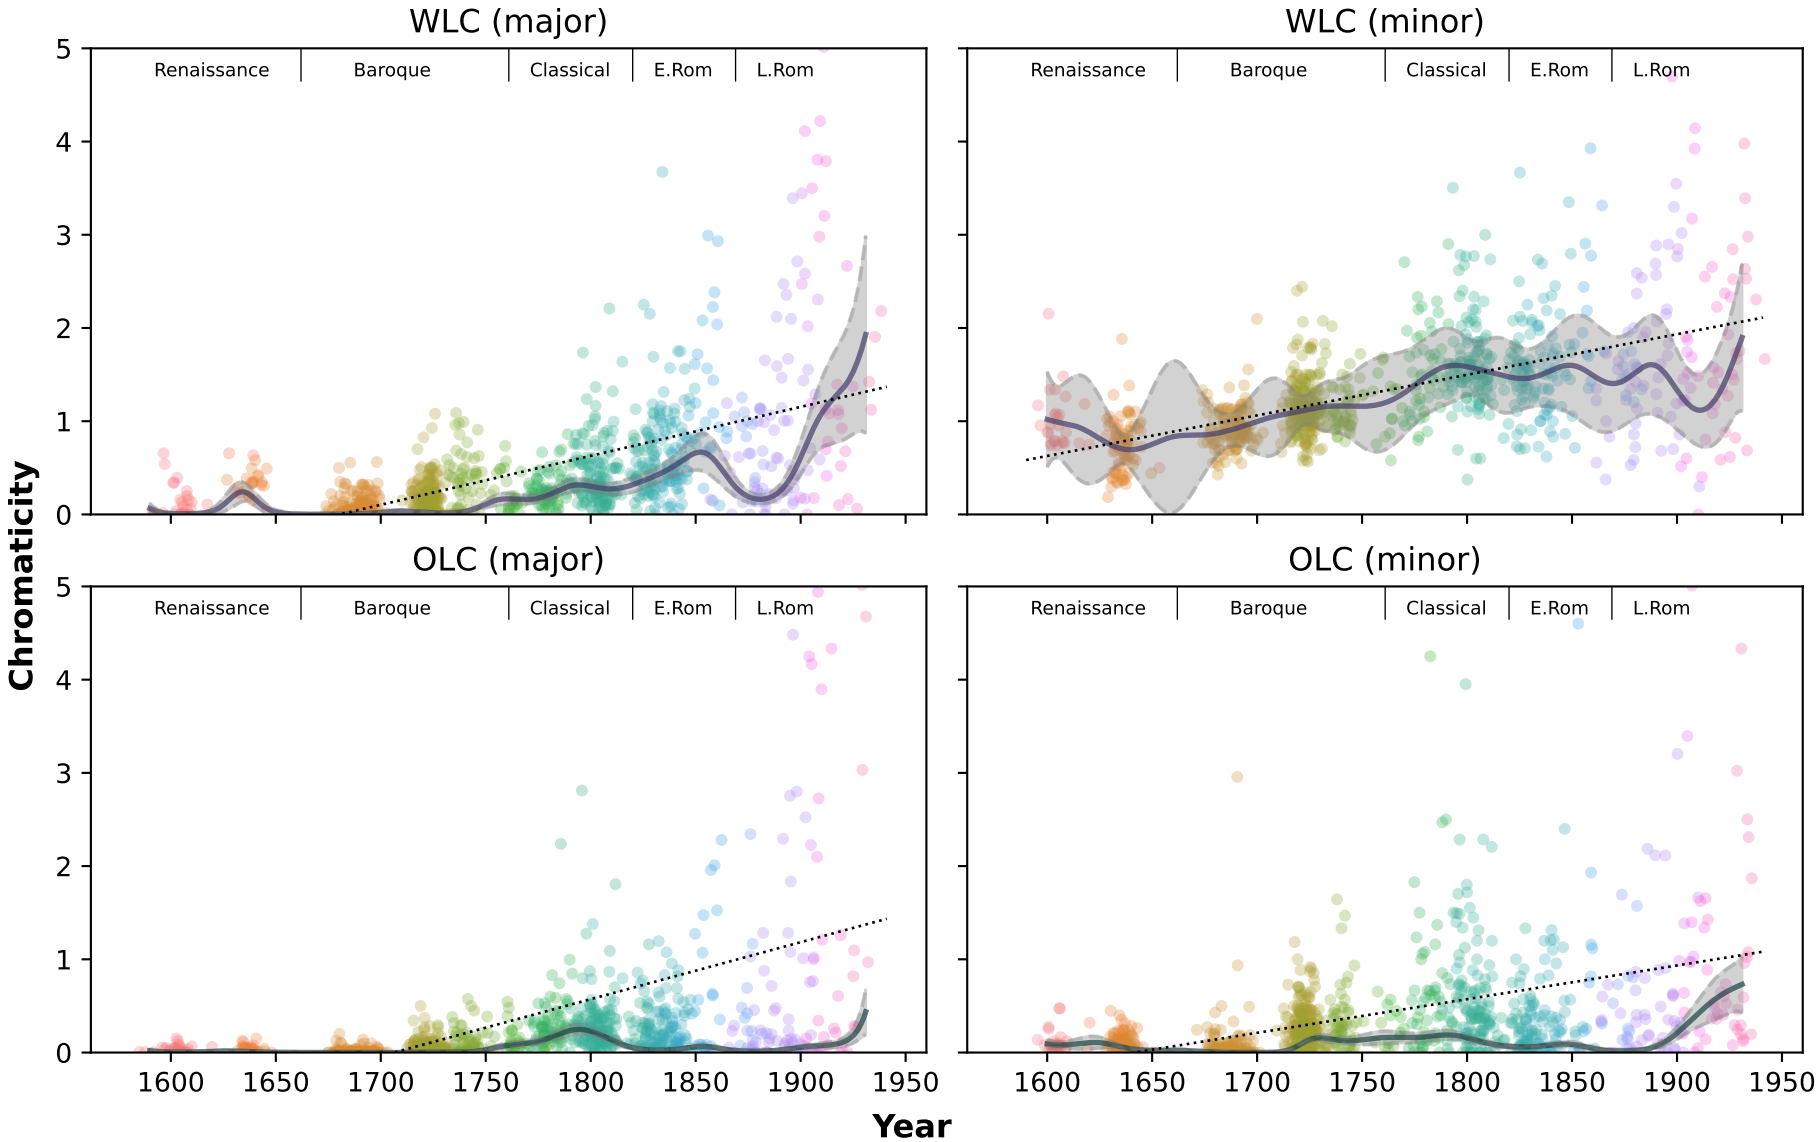 WLC (major)
WLC (minor)
5
Renaissance
Baroque
Classical
E.Rom
L.Rom
Renaissance
Baroque
Classical
E.Rom
L.Rom
4
3
2
1
0
Chromaticity
OLC (major)
OLC (minor)
5
Renaissance
Baroque
Classical
E.Rom
L.Rom
Renaissance
Baroque
Classical
E.Rom
L.Rom
4
3
2
1
0
1600 1650 1700 1750 1800 1850 1900 1950
1600 1650 1700 1750 1800 1850 1900 1950
Year